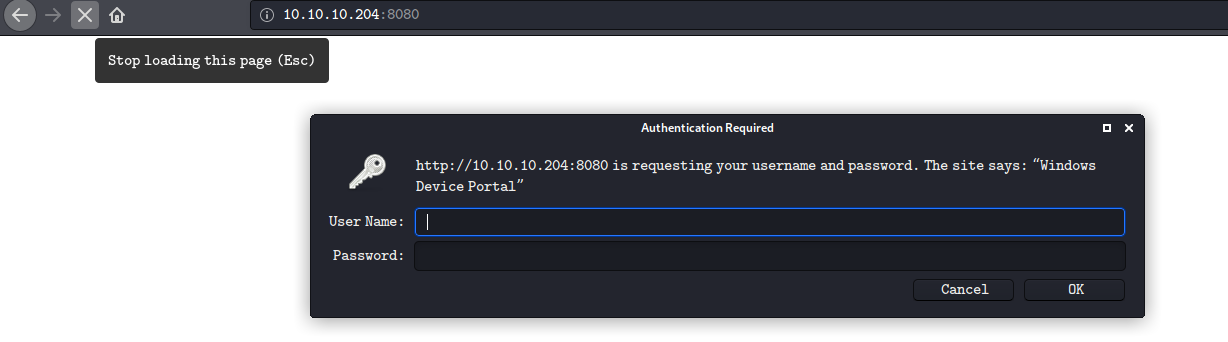 10.10.10.204:8080
Stop loading this page (Esc)
Authentication Required
http://10.10.10.204:8080 is requesting your username and password. The site says: “Windows
Device Portal”
User Name:
Password:
Cancel OK